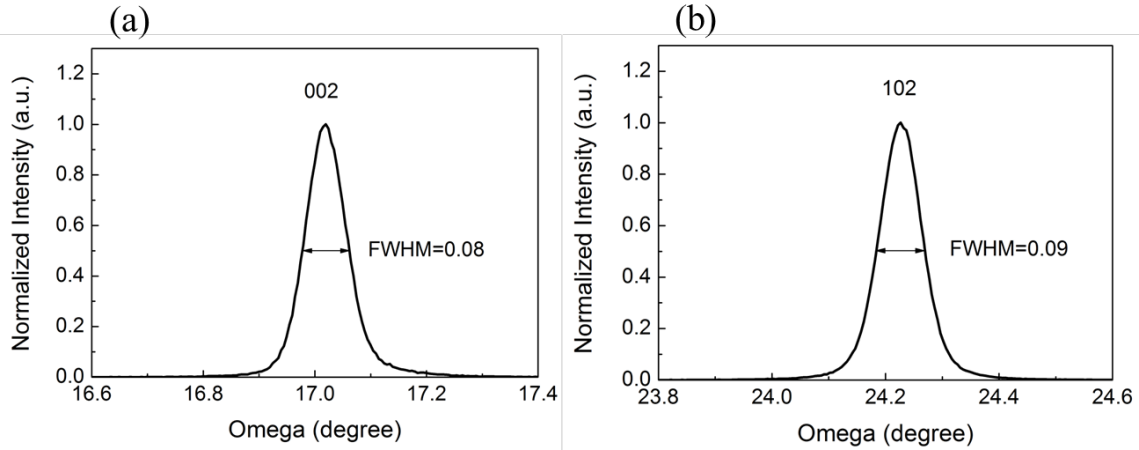 (a)
Normalized Intensity (a.u.)
1.2
1.0
0.8
0.6
0.4
0.2
0.0
002
FWHM=0.08
16.6 16.8 17.0 17.2 17.4
Omega (degree)
(b)
Normalized Intensity (a.u.)
1.2
1.0
0.8
0.6
0.4
0.2
0.0
102
FWHM=0.09
23.8 24.0 24.2 24.4 24.6
Omega (degree)